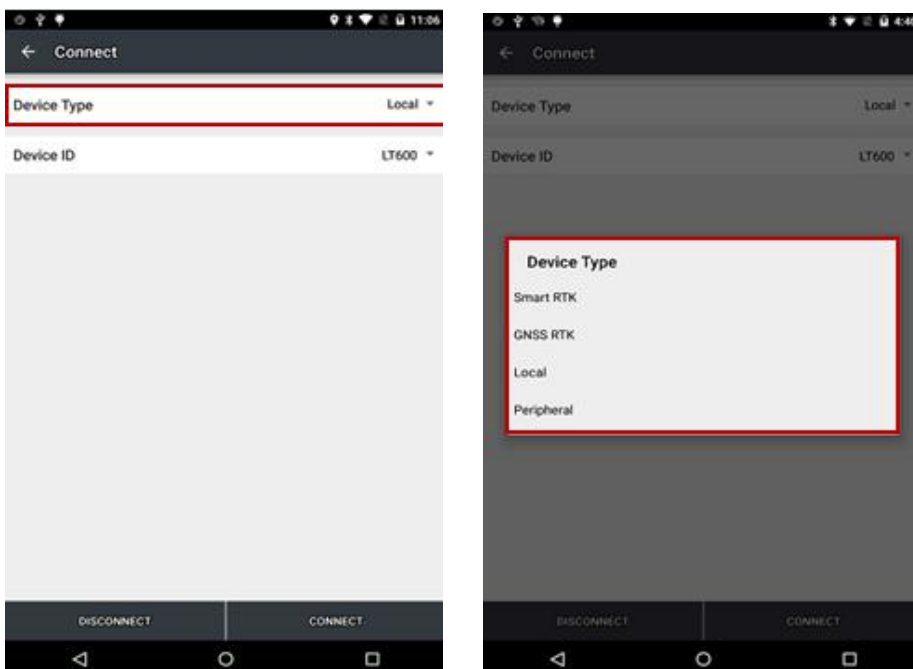 11:06
Connect
Device Type Local
Device ID LT600
DISCONNECT CONNECT
4:46
Connect
Device Type Local
Device ID LT600
Device Type
Smart RTK
GNSS RTK
Local
Peripheral
DISCONNECT CONNECT